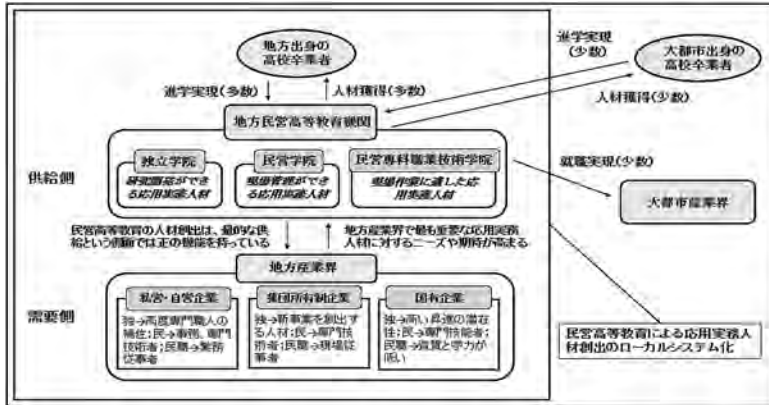 地方出身の
高校卒業者
進学実現
(少数)
大都市出身の
高校卒業者
進学実現(多数)
人材獲得(多数)
人材獲得(少数)
地方民営高等教育機関
供給側
独立学院
研究開発ができ
る応用実務人材
民営学院
現場管理ができ
る応用実務人材
民営専科職業技術学院
現場作業に適した応
用実務人材
就職実現(少数)
大都市産業界
民営高等教育の人材創出は、量的な供
給という側面では正の機能を持っている
地方産業界で最も重要な応用実務
人材に対するニーズや期待が高まる
地方産業界
需要側
私営・自営企業
独→高度専門職人の
補住;民→事務、専門
技術者;民職→業務
従事者
集団所有制企業
独→新事業を創出す
る人材;民→専門技
術者;民職→現場従
事者
国有企業
独→高い昇進の潜在
性;民→専門技能者;
民職→資質と学力が
低い
民営高等教育による応用実務人
材創出のローカルシステム化